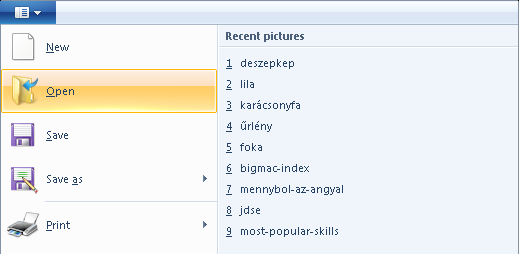 New
Open
Save
Save as
Print
Recent pictures
1 deszepkep
2 lila
3 karácsonyfa
4 űrlény
5 foka
6 bigmac-index
7 mennybol-az-angyal
8 jdse
9 most-popular-skills